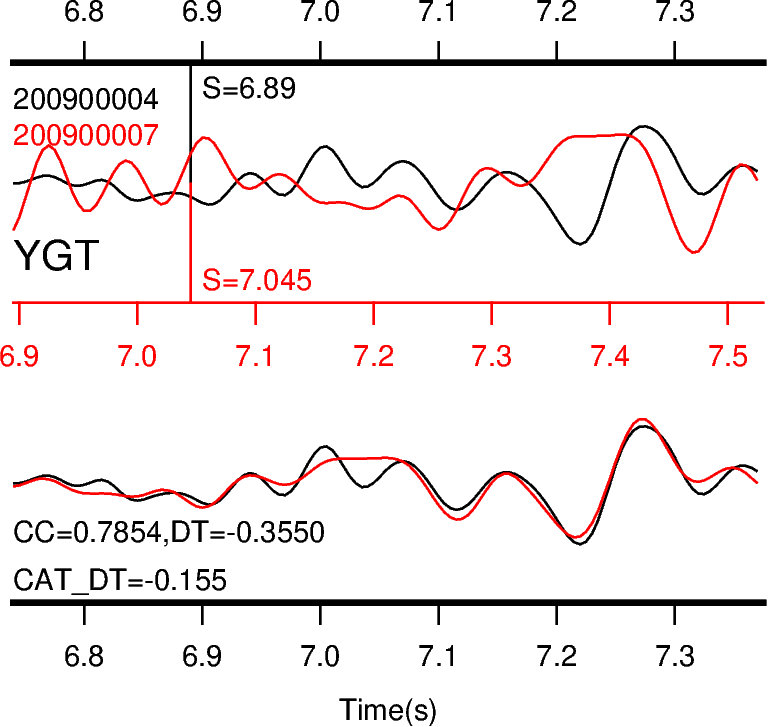 6.8 6.9 7.0 7.1 7.2 7.3
S=6.89
200900004
200900007
YGT
S=7.045
6.9 7.0 7.1 7.2 7.3 7.4 7.5
CC=0.7854,DT=-0.3550
CAT_DT=-0.155
6.8 6.9 7.0 7.1 7.2 7.3
Time(s)